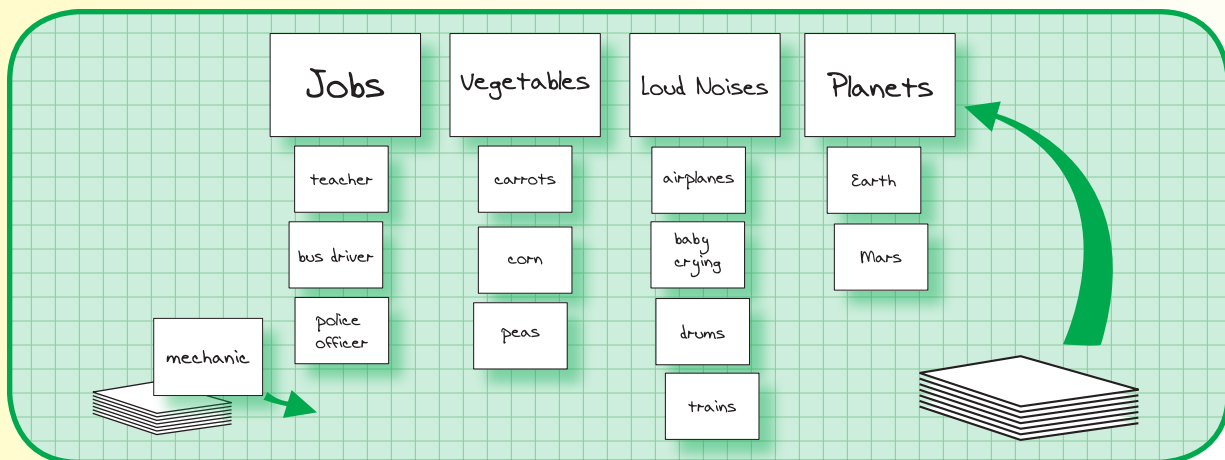 Jobs
Vegetables
Loud Noises
Planets
teacher
carrots
airplanes
Earth
bus driver
corn
baby
crying
Mars
police
officer
peas
drums
mechanic
trains